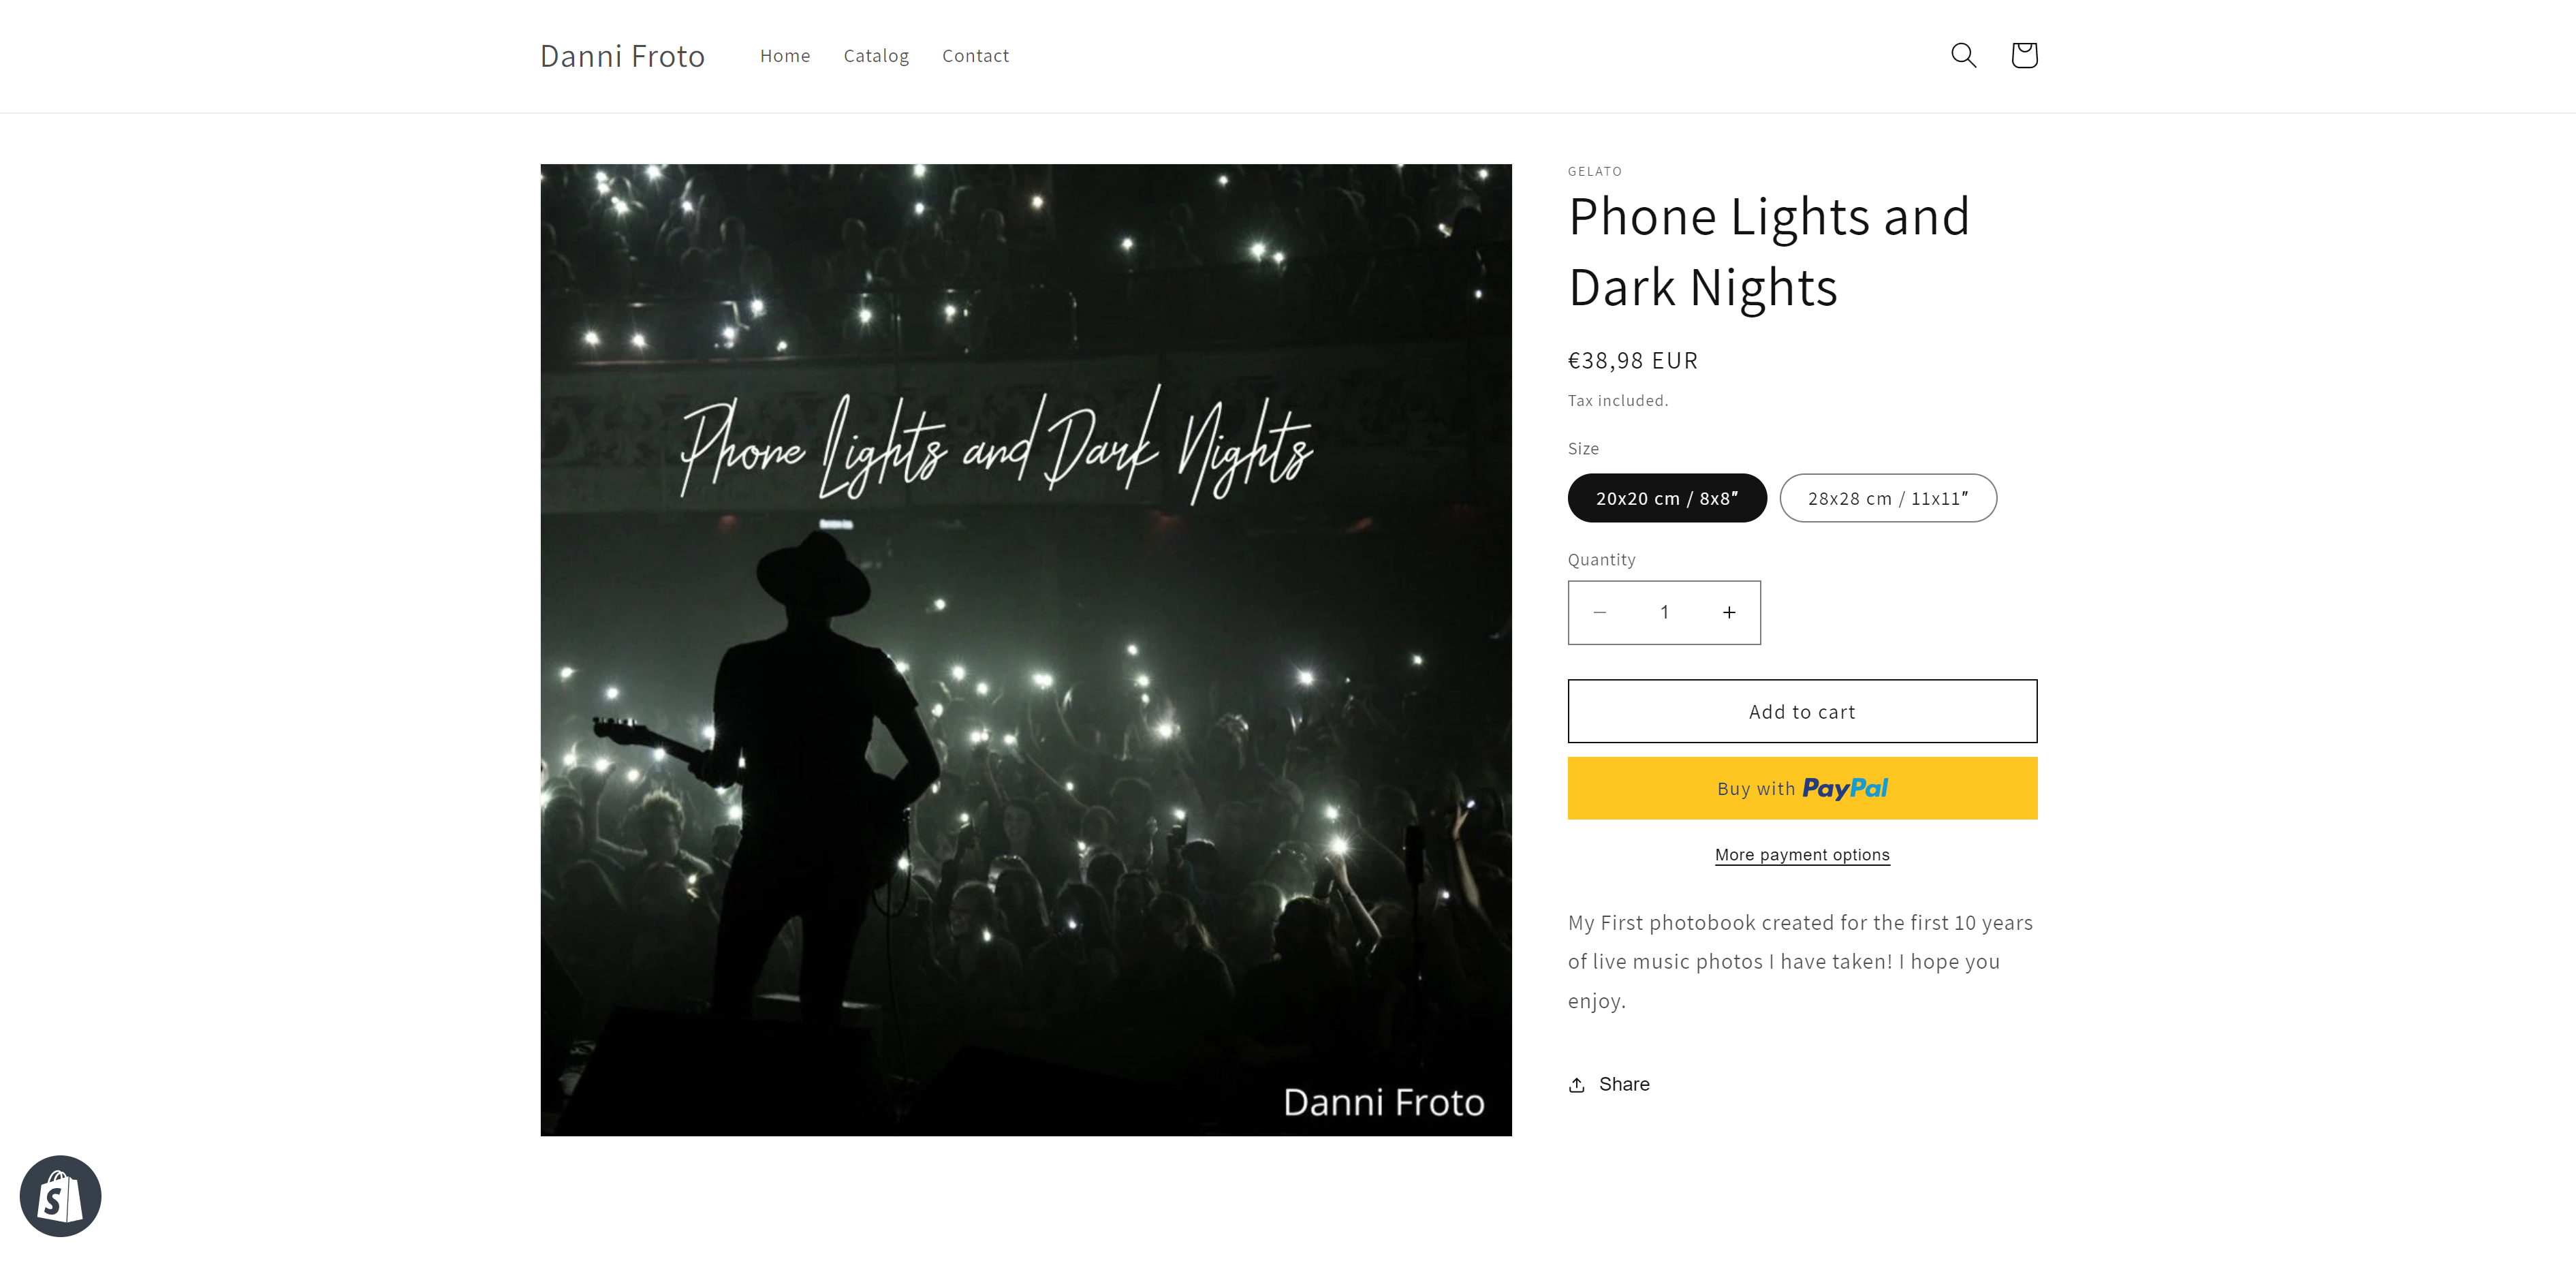 Danni Froto
Home
Catalog
Contact
Phone Lights and Dark Nights
Danni Froto
GELATO
Phone Lights and
Dark Nights
€38,98 EUR
Tax included.
Size
20x20 cm / 8x8″
28x28 cm / 11x11″
Quantity
1
Add to cart
Buy with PayPal
More payment options
My First photobook created for the first 10 years
of live music photos I have taken! I hope you
enjoy.
Share